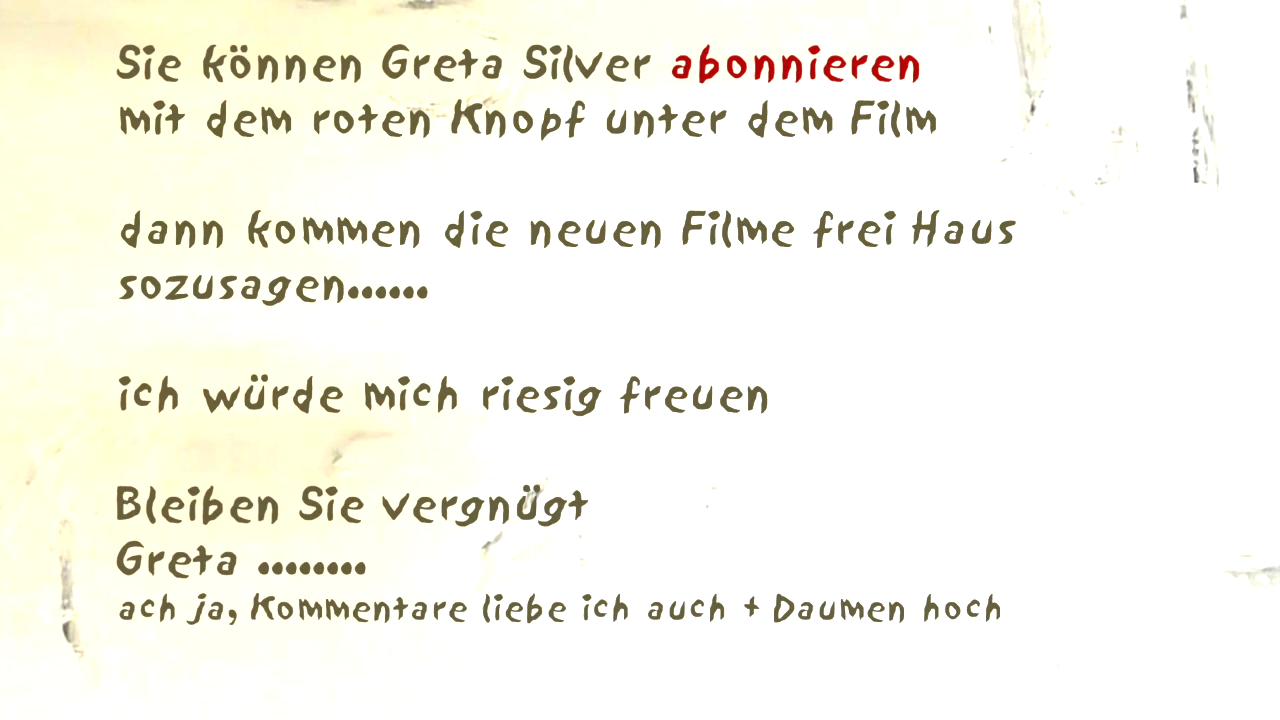 Sie können Greta Silver abonnieren
mit dem roten Knopf unter dem Film
dann kommen die neuen Filme frei Haus
sozusagen......
ich würde mich riesig freuen
Bleiben Sie vergnügt
Greta ........
ach ja, Kommentare liebe ich auch + Daumen hoch